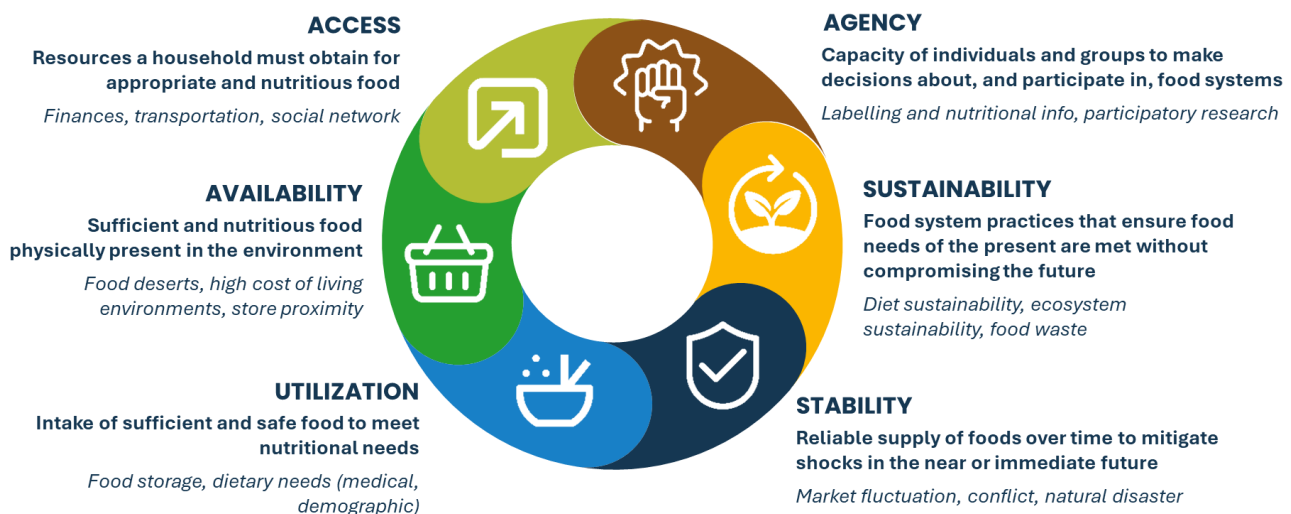 ACCESS
Resources a household must obtain for
appropriate and nutritious food
Finances, transportation, social network
AVAILABILITY
Sufficient and nutritious food
physically present in the environment
Food deserts, high cost of living
environments, store proximity
UTILIZATION
Intake of sufficient and safe food to meet
nutritional needs
Food storage, dietary needs (medical,
demographic)
AGENCY
Capacity of individuals and groups to make
decisions about, and participate in, food systems
Labelling and nutritional info, participatory research
SUSTAINABILITY
Food system practices that ensure food
needs of the present are met without
compromising the future
Diet sustainability, ecosystem
sustainability, food waste
STABILITY
Reliable supply of foods over time to mitigate
shocks in the near or immediate future
Market fluctuation, conflict, natural disaster